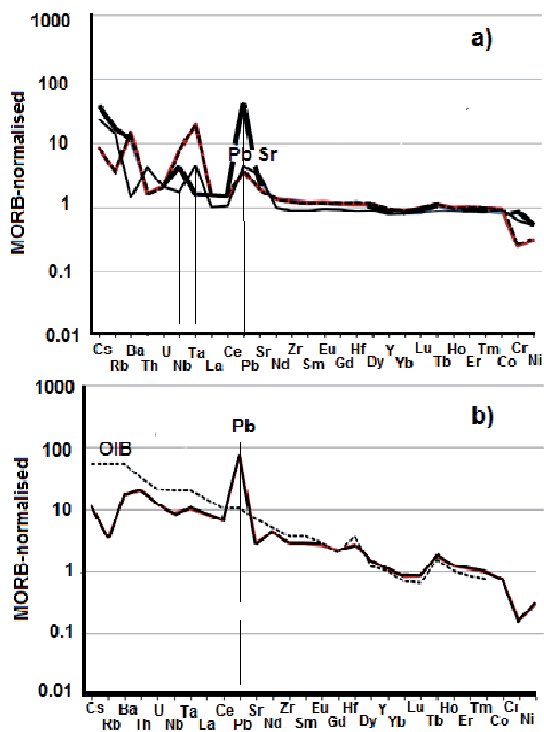 1000
a)
100
10
Pb Sr
1
0.1
0.01
MORB-normalised
Cs Ba U Ta Ce Sr Zr Eu Hf Y Lu Ho Tm Cr
Rb Th Nb La Pb Nd Sm Gd Dy Yb Tb Er Co Ni
1000
b)
Pb
100
OIB
10
1
0.1
0.01
MORB-normalised
Cs Ba U Ta Ce Sr Zr Eu Hf Y Lu Ho Tm Cr
Rb Th Nb La Pb Nd Sm Gd Dy Yb Tb Er Co Ni